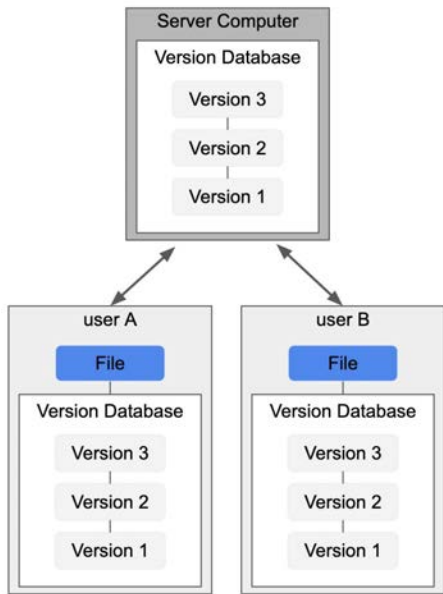 Server Computer
Version Database
Version 3
Version 2
Version 1
user A
File
Version Database
Version 3
Version 2
Version 1
user B
File
Version Database
Version 3
Version 2
Version 1